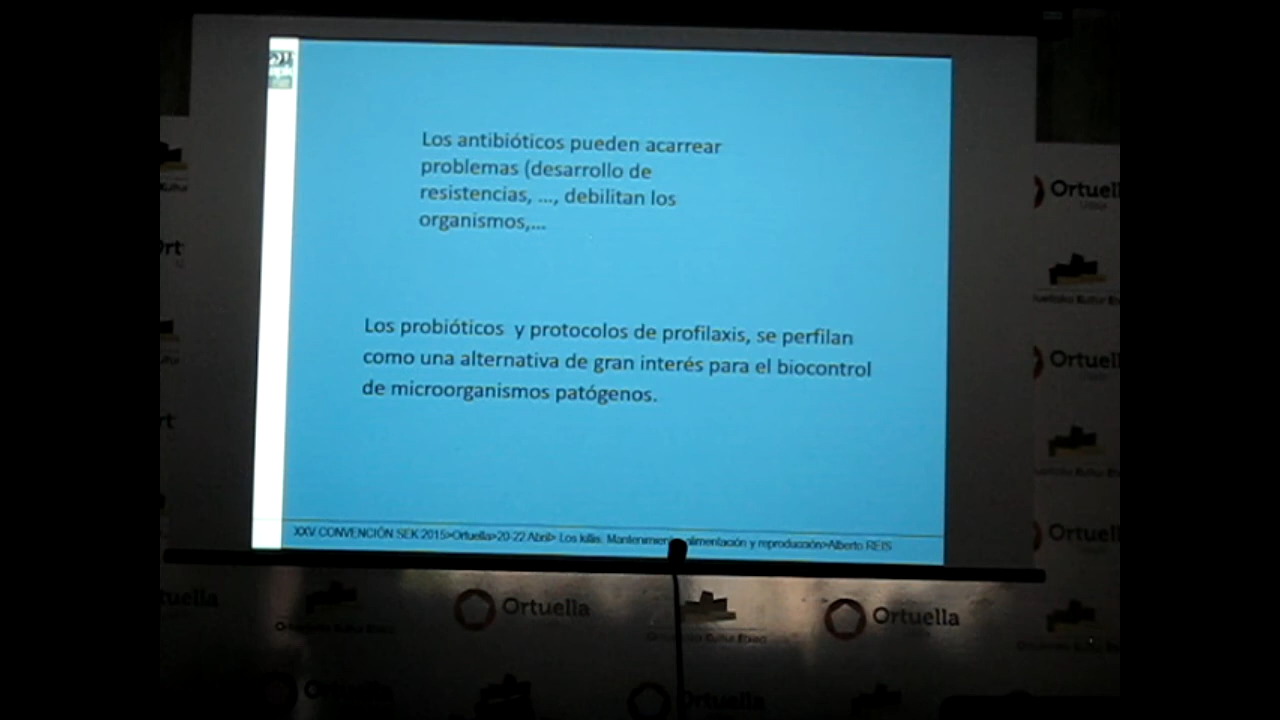 Los antibióticos pueden acarrear
problemas (desarrollo de
resistencias, ..., debilitan los
organismos,...
Los probióticos y protocolos de profilaxis, se perfilan
como una alternativa de gran interés para el biocontrol
de microorganismos patógenos.
XXV CONVENCIÓN SEK 2015>Ortuella>20-22 Abril> Los killis. Mantenimiento, alimentación y reproducción>Alberto REIS
Ortuella
Ortuella
Ortuella
Ortuella
Ortuella
Ortuella
Ortuella